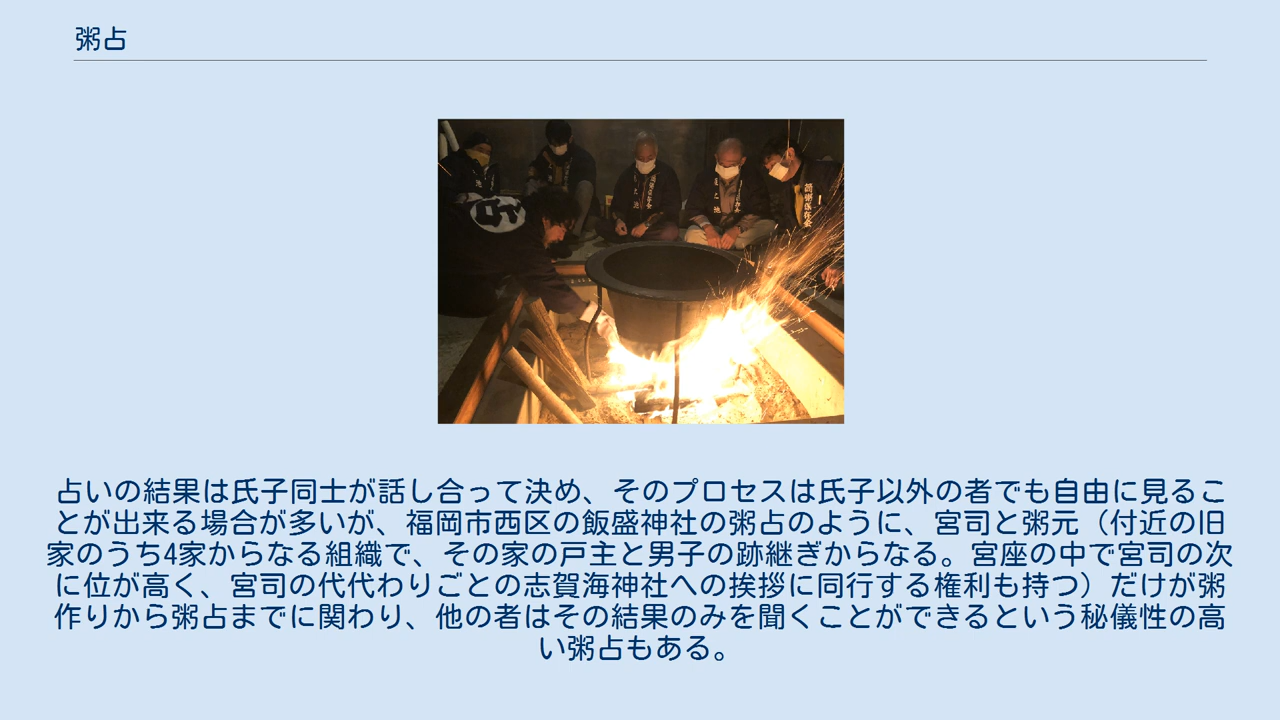 粥占
占いの結果は氏子同士が話し合って決め、そのプロセスは氏子以外の者でも自由に見るこ
とが出来る場合が多いが、福岡市西区の飯盛神社の粥占のように、宮司と粥元（付近の旧
家のうち4家からなる組織で、その家の戸主と男子の跡継ぎからなる。宮座の中で宮司の次
に位が高く、宮司の代代わりごとの志賀海神社への挨拶に同行する権利も持つ）だけが粥
作りから粥占までに関わり、他の者はその結果のみを聞くことができるという秘儀性の高
い粥占もある。